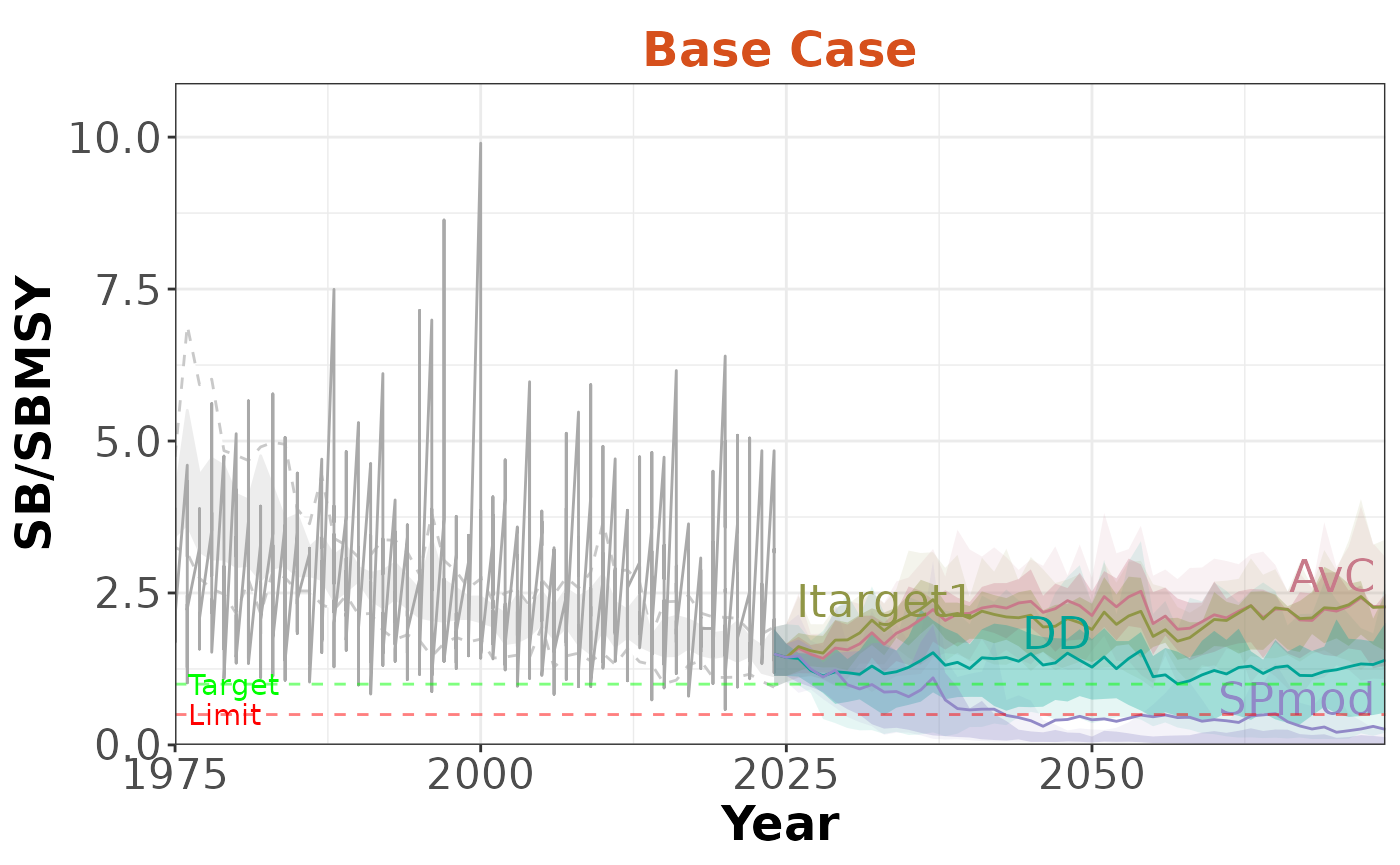 Base Case
SB/SBMSY
10.0
7.5
5.0
2.5
0.0
Target
Limit
Itarget1
AvC
DD
SPmod
1975
2000
2025
2050
Year